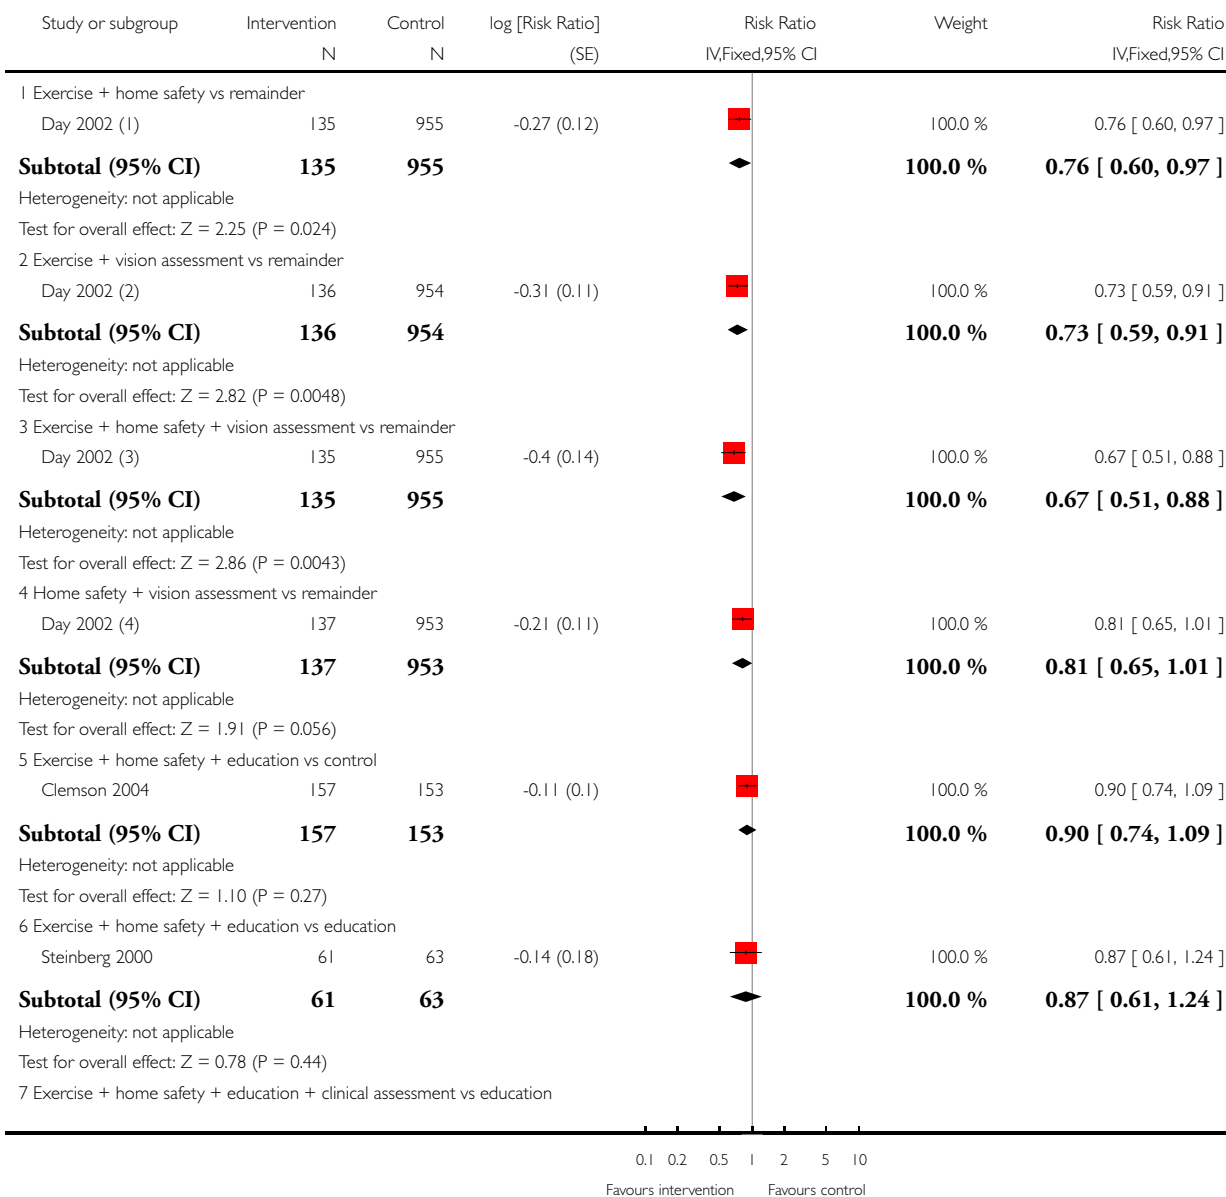 Study or subgroup Intervention Control log [Risk Ratio] Risk Ratio Weight Risk Ratio
N N (SE) IV,Fixed,95% CI IV,Fixed,95% CI
1 Exercise + home safety vs remainder
Day 2002 (1) 135 955 -0.27 (0.12) 100.0 % 0.76 [ 0.60, 0.97 ]
Subtotal (95% CI) 135 955 100.0 % 0.76 [ 0.60, 0.97 ]
Heterogeneity: not applicable
Test for overall effect: Z = 2.25 (P = 0.024)
2 Exercise + vision assessment vs remainder
Day 2002 (2) 136 954 -0.31 (0.11) 100.0 % 0.73 [ 0.59, 0.91 ]
Subtotal (95% CI) 136 954 100.0 % 0.73 [ 0.59, 0.91 ]
Heterogeneity: not applicable
Test for overall effect: Z = 2.82 (P = 0.0048)
3 Exercise + home safety + vision assessment vs remainder
Day 2002 (3) 135 955 -0.4 (0.14) 100.0 % 0.67 [ 0.51, 0.88 ]
Subtotal (95% CI) 135 955 100.0 % 0.67 [ 0.51, 0.88 ]
Heterogeneity: not applicable
Test for overall effect: Z = 2.86 (P = 0.0043)
4 Home safety + vision assessment vs remainder
Day 2002 (4) 137 953 -0.21 (0.11) 100.0 % 0.81 [ 0.65, 1.01 ]
Subtotal (95% CI) 137 953 100.0 % 0.81 [ 0.65, 1.01 ]
Heterogeneity: not applicable
Test for overall effect: Z = 1.91 (P = 0.056)
5 Exercise + home safety + education vs control
Clemson 2004 157 153 -0.11 (0.1) 100.0 % 0.90 [ 0.74, 1.09 ]
Subtotal (95% CI) 157 153 100.0 % 0.90 [ 0.74, 1.09 ]
Heterogeneity: not applicable
Test for overall effect: Z = 1.10 (P = 0.27)
6 Exercise + home safety + education vs education
Steinberg 2000 61 63 -0.14 (0.18) 100.0 % 0.87 [ 0.61, 1.24 ]
Subtotal (95% CI) 61 63 100.0 % 0.87 [ 0.61, 1.24 ]
Heterogeneity: not applicable
Test for overall effect: Z = 0.78 (P = 0.44)
7 Exercise + home safety + education + clinical assessment vs education
0.1 0.2 0.5 1 2 5 10
Favours intervention Favours control